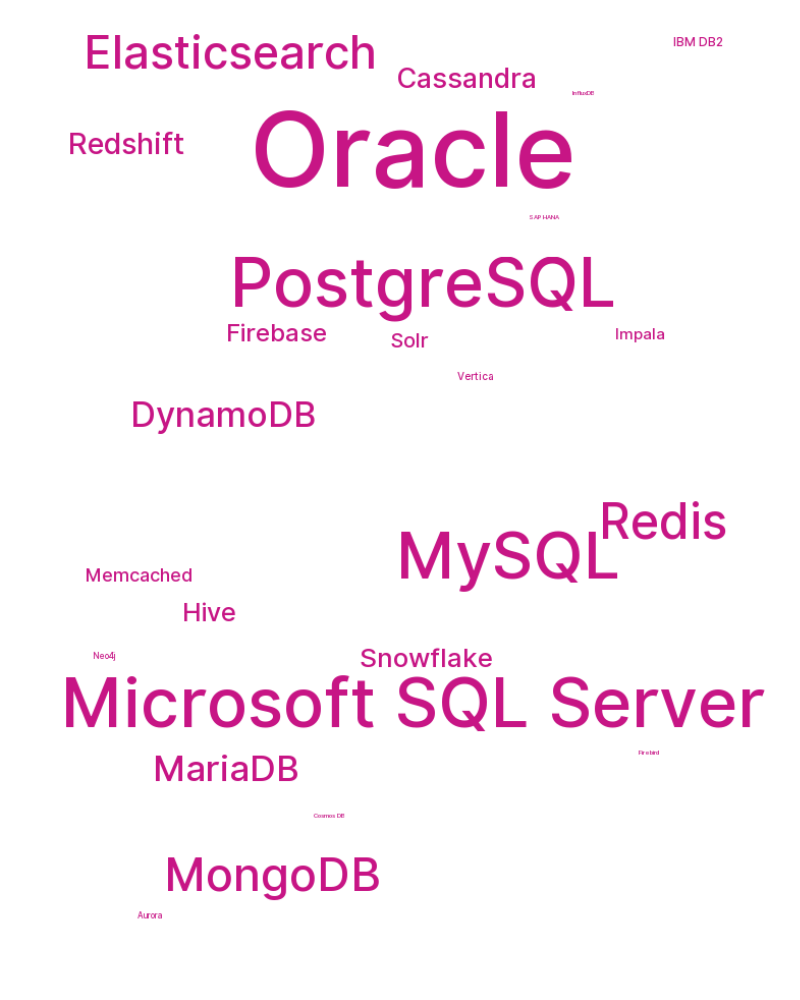 Elasticsearch
IBM DB2
Cassandra
InfluxDB
Oracle
Redshift
SAP HANA
PostgreSQL
Firebase
Solr
Impala
Vertica
DynamoDB
Redis
MySQL
Memcached
Hive
Neo4j
Snowflake
Microsoft SQL Server
Firebird
MariaDB
Cosmos DB
MongoDB
Aurora